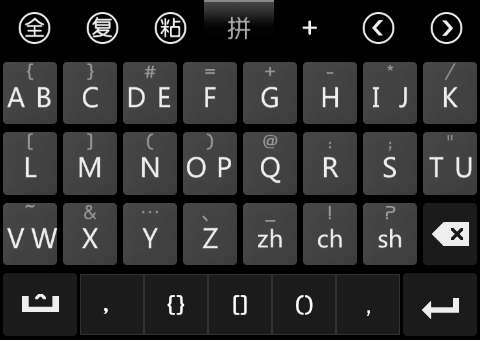 全 复 粘 拼 +
{ } # = + - * /
A B C D E F G H I J K
[ ] ( ) @ : ; "
L M N O P Q R S T U
~ & ... 、 _ ! ?
V W X Y Z zh ch sh
, {} [] () ,